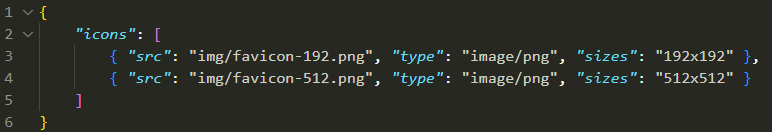 1 {
2 "icons": [
3 { "src": "img/favicon-192.png", "type": "image/png", "sizes": "192x192" },
4 { "src": "img/favicon-512.png", "type": "image/png", "sizes": "512x512" }
5 ]
6 }